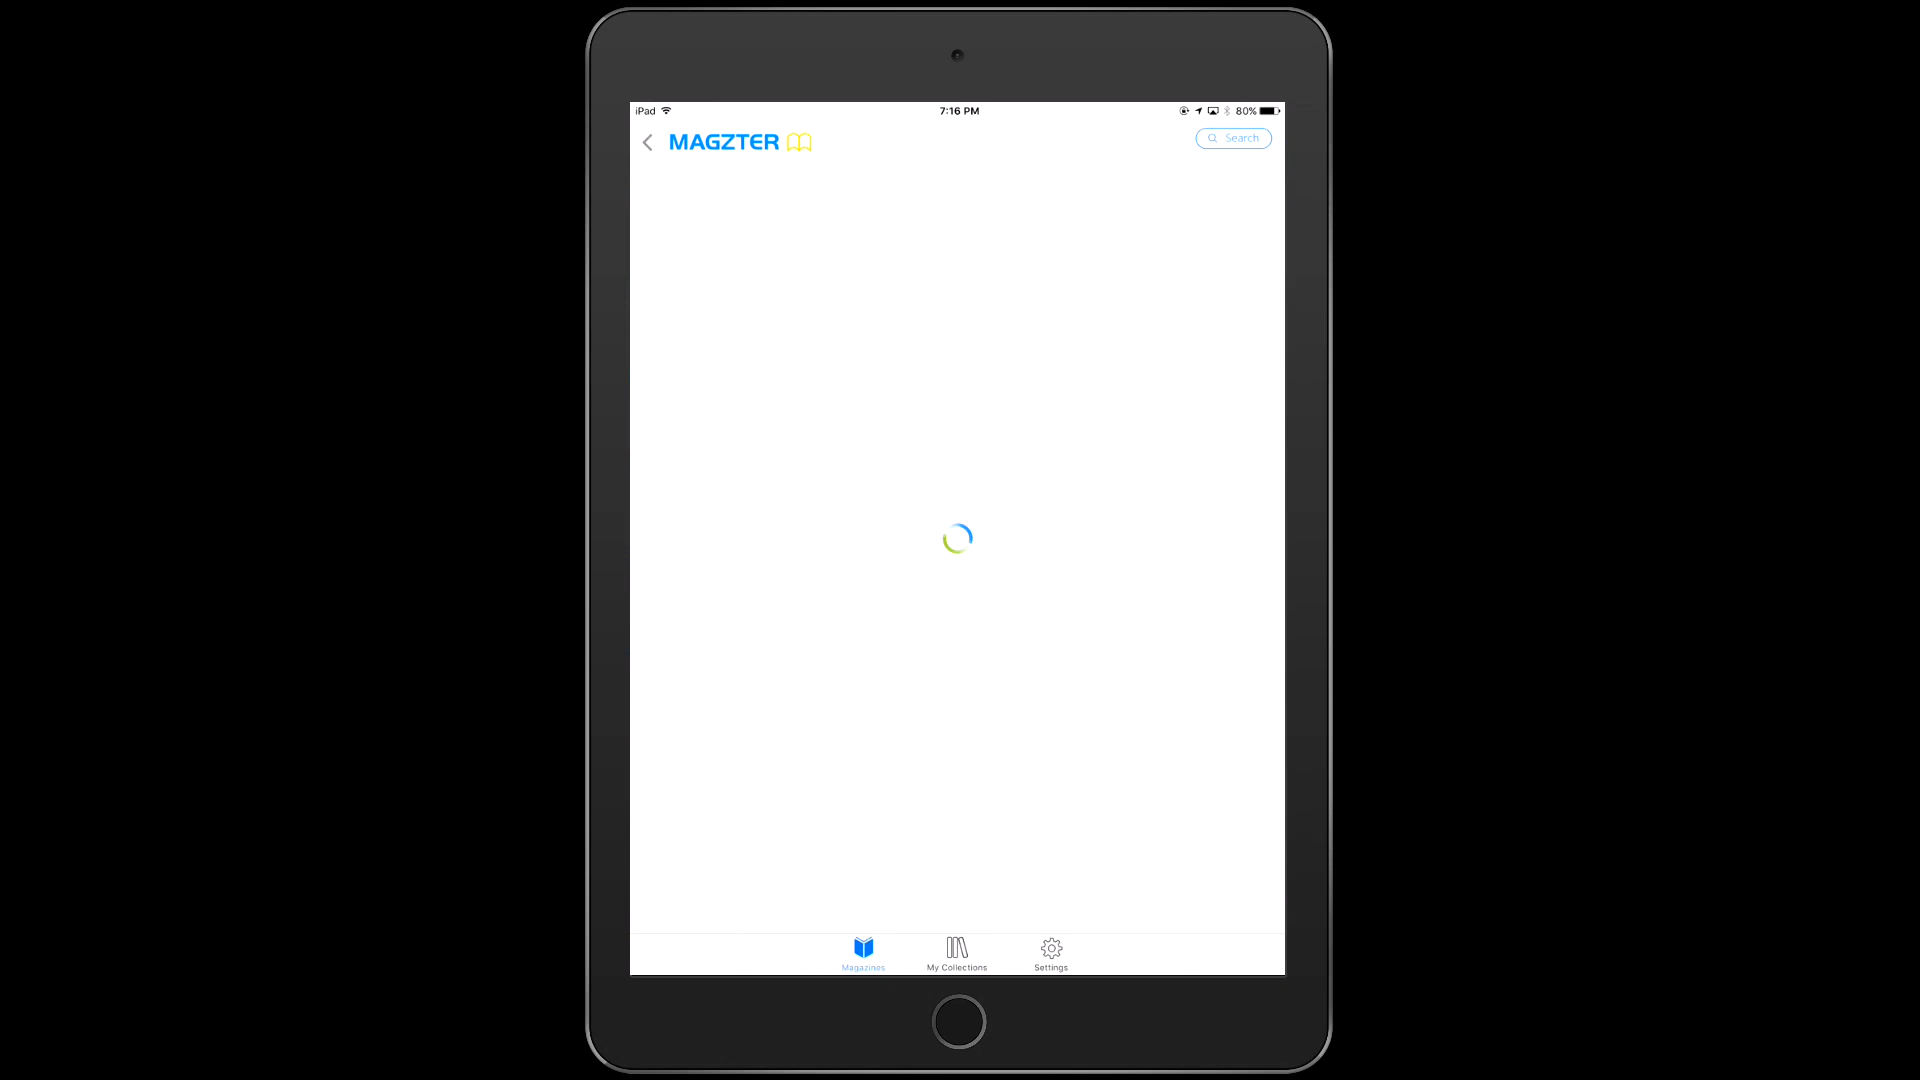 iPad
7:16 PM
80%
MAGZTER
Search
Magazines
My Collections
Settings